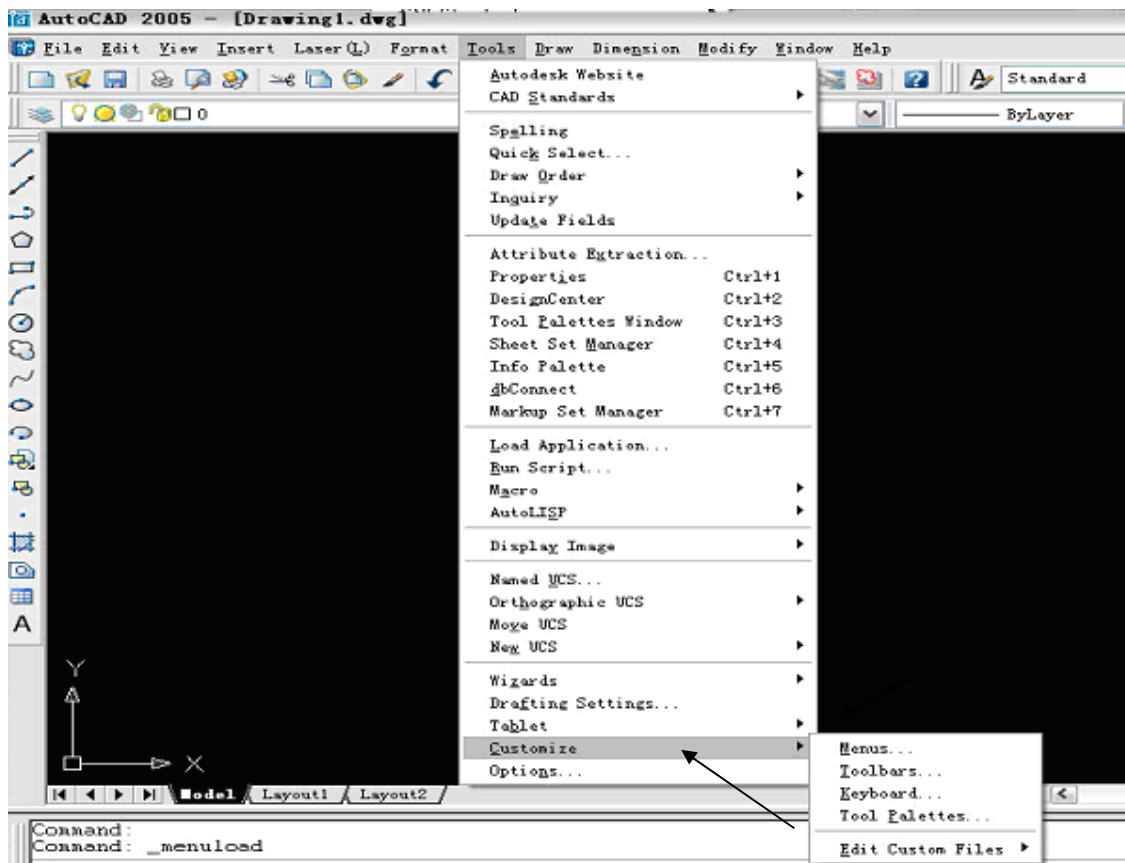 AutoCAD 2005 - [Drawing1.dwg]
File Edit View Insert Laser(L) Format Tools Draw Dimension Modify Window Help
Standard
0
ByLayer
Autodesk Website
CAD Standards
Spelling
Quick Select...
Draw Order
Inquiry
Update Fields
Attribute Extraction...
Properties Ctrl+1
DesignCenter Ctrl+2
Tool Palettes Window Ctrl+3
Sheet Set Manager Ctrl+4
Info Palette Ctrl+5
dbConnect Ctrl+6
Markup Set Manager Ctrl+7
Load Application...
Run Script...
Macro
AutoLISP
Display Image
Named UCS...
Orthographic UCS
Move UCS
New UCS
Wizards
Drafting Settings...
Tablet
Customize
Options...
Menus...
Toolbars...
Keyboard...
Tool Palettes...
Edit Custom Files
A
Y
X
Model Layout1 Layout2
Command:
Command: _menuload